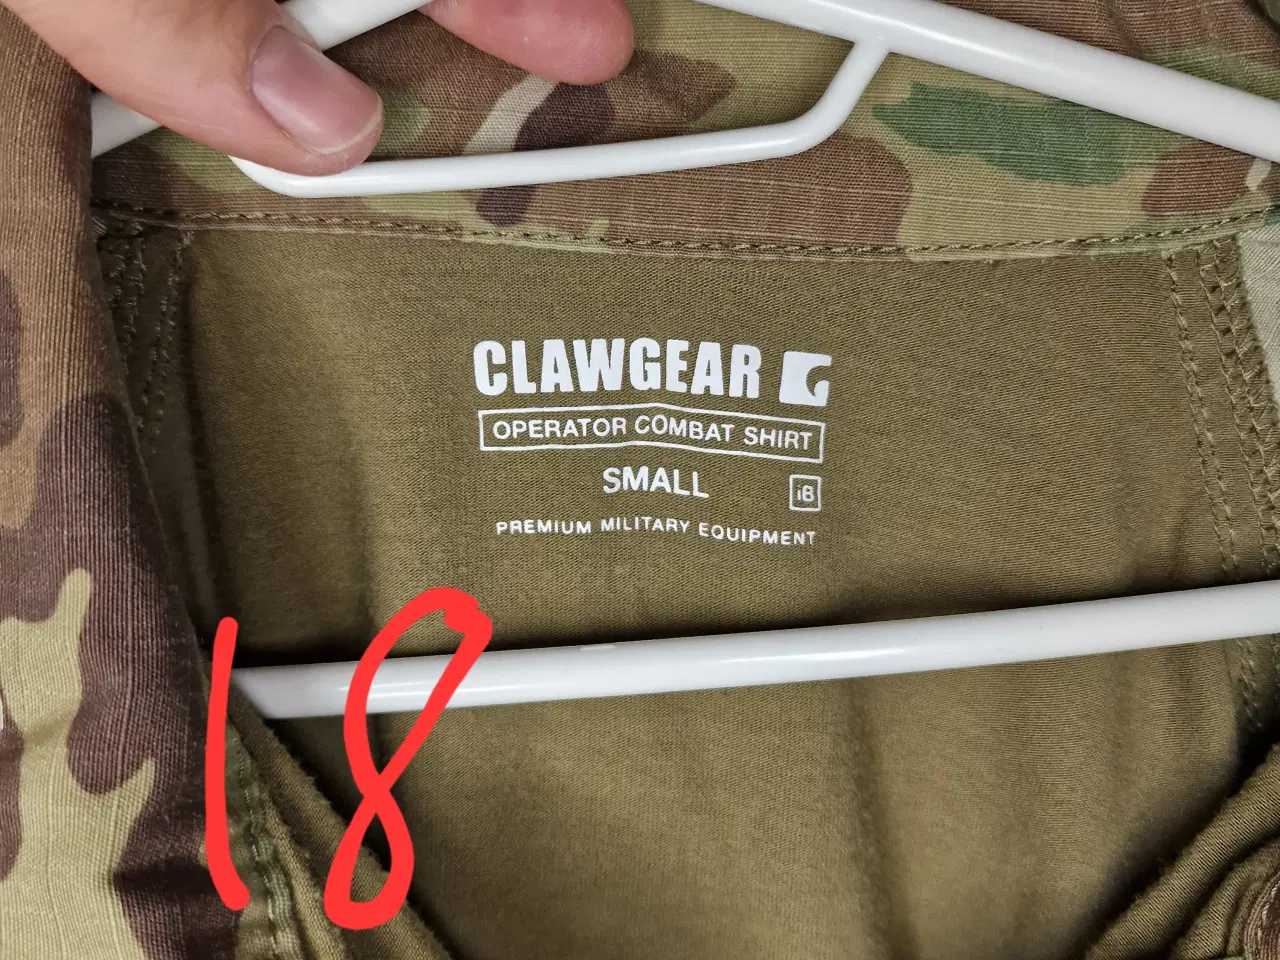 CLAWGEAR
OPERATOR COMBAT SHIRT
SMALL
iB
PREMIUM MILITARY EQUIPMENT
18